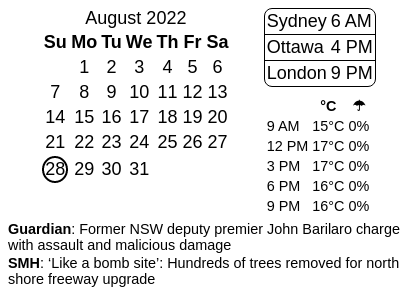 August 2022
Su Mo Tu We Th Fr Sa
1 2 3 4 5 6
7 8 9 10 11 12 13
14 15 16 17 18 19 20
21 22 23 24 25 26 27
28 29 30 31
Sydney 6 AM
Ottawa 4 PM
London 9 PM
°C ☂
9 AM 15°C 0%
12 PM 17°C 0%
3 PM 17°C 0%
6 PM 16°C 0%
9 PM 16°C 0%
Guardian: Former NSW deputy premier John Barilaro charge
with assault and malicious damage
SMH: ‘Like a bomb site’: Hundreds of trees removed for north
shore freeway upgrade